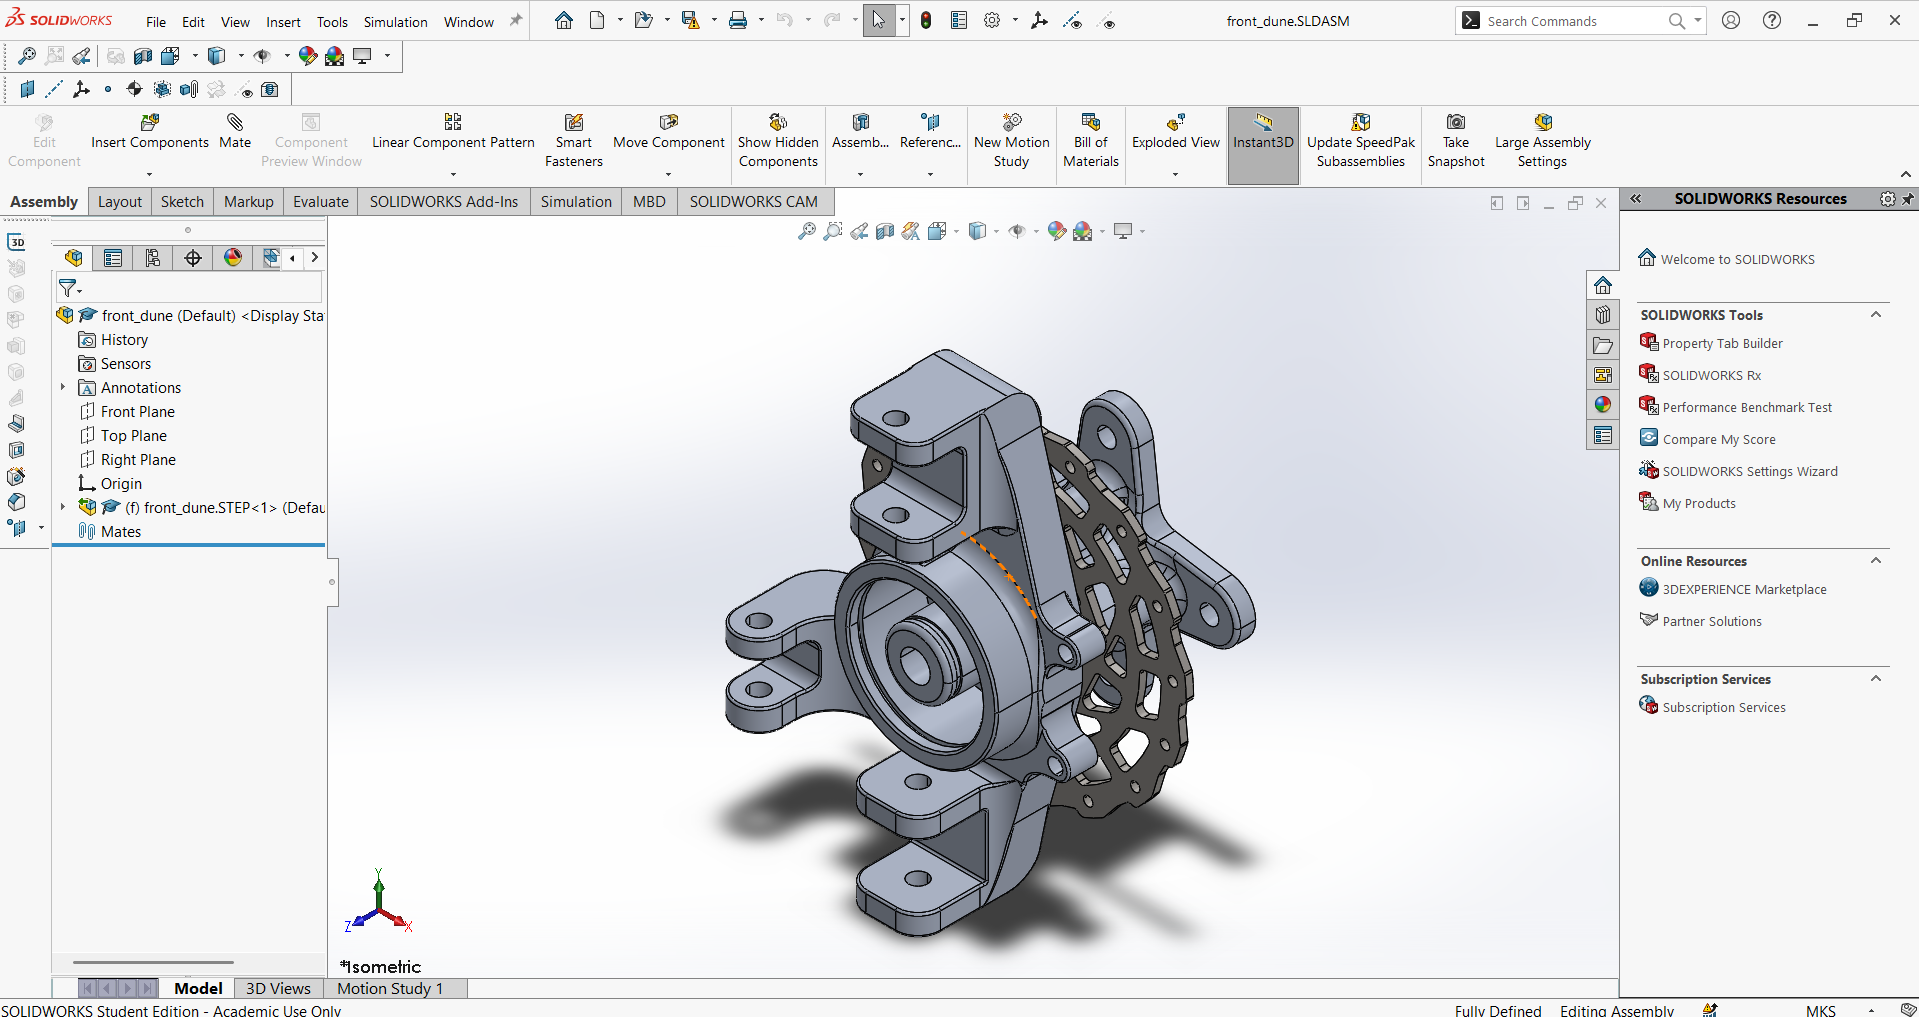 SOLIDWORKS File Edit View Insert Tools Simulation Window front_dune.SLDASM Search Commands
Edit Component
Insert Components
Mate
Component Preview Window
Linear Component Pattern
Smart Fasteners
Move Component
Show Hidden Components
Assemb...
Referenc...
New Motion Study
Bill of Materials
Exploded View
Instant3D
Update SpeedPak Subassemblies
Take Snapshot
Large Assembly Settings
Assembly Layout Sketch Markup Evaluate SOLIDWORKS Add-Ins Simulation MBD SOLIDWORKS CAM
3D
front_dune (Default) <Display Sta
History
Sensors
Annotations
Front Plane
Top Plane
Right Plane
Origin
(f) front_dune.STEP<1> (Defau
Mates
Y
Z
X
*Isometric
SOLIDWORKS Resources
Welcome to SOLIDWORKS
SOLIDWORKS Tools
Property Tab Builder
SOLIDWORKS Rx
Performance Benchmark Test
Compare My Score
SOLIDWORKS Settings Wizard
My Products
Online Resources
3DEXPERIENCE Marketplace
Partner Solutions
Subscription Services
Subscription Services
Model 3D Views Motion Study 1
SOLIDWORKS Student Edition - Academic Use Only Fully Defined Editing Assembly MKS